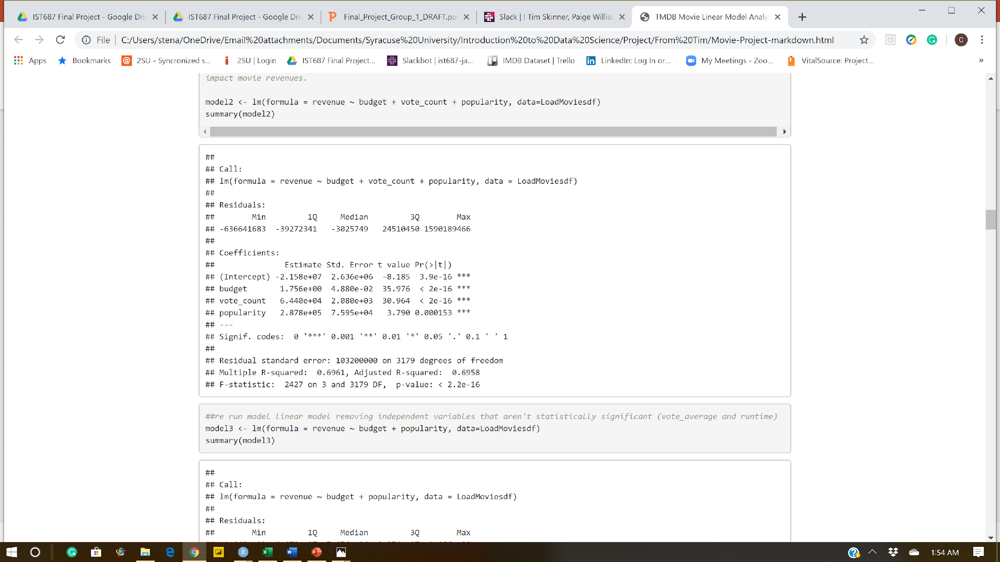 IST687 Final Project - Google Dri
IST687 Final Project - Google Dri
Final_Project_Group_1_DRAFT.pp
Slack | ! Tim Skinner, Paige Willia
TMDB Movie Linear Model Analy
File
C:/Users/stena/OneDrive/Email%20attachments/Documents/Syracuse%20University/Introduction%20to%20Data%20Science/Project/From%20Tim/Movie-Project-markdown.html
C
Apps
Bookmarks
2SU - Syncronized s...
2SU | Login
IST687 Final Project...
Slackbot | ist687-ja...
IMDB Dataset | Trello
LinkedIn: Log In or...
My Meetings - Zoo...
VitalSource: Project...
»
impact movie revenues.
model2 <- lm(formula = revenue ~ budget + vote_count + popularity, data=LoadMoviesdf)
summary(model2)
##
## Call:
## lm(formula = revenue ~ budget + vote_count + popularity, data = LoadMoviesdf)
##
## Residuals:
##        Min         1Q     Median         3Q        Max
## -636641683  -39272341   -3025749   24510450 1590189466
##
## Coefficients:
##               Estimate Std. Error t value Pr(>|t|)
## (Intercept) -2.158e+07  2.636e+06  -8.185  3.9e-16 ***
## budget       1.756e+00  4.880e-02  35.976  < 2e-16 ***
## vote_count   6.440e+04  2.080e+03  30.964  < 2e-16 ***
## popularity   2.878e+05  7.595e+04   3.790 0.000153 ***
## ---
## Signif. codes:  0 '***' 0.001 '**' 0.01 '*' 0.05 '.' 0.1 ' ' 1
##
## Residual standard error: 103200000 on 3179 degrees of freedom
## Multiple R-squared:  0.6961, Adjusted R-squared:  0.6958
## F-statistic:  2427 on 3 and 3179 DF,  p-value: < 2.2e-16
##re run model linear model removing independent variables that aren't statistically significant (vote_average and runtime)
model3 <- lm(formula = revenue ~ budget + popularity, data=LoadMoviesdf)
summary(model3)
##
## Call:
## lm(formula = revenue ~ budget + popularity, data = LoadMoviesdf)
##
## Residuals:
##        Min         1Q     Median         3Q        Max
1:54 AM